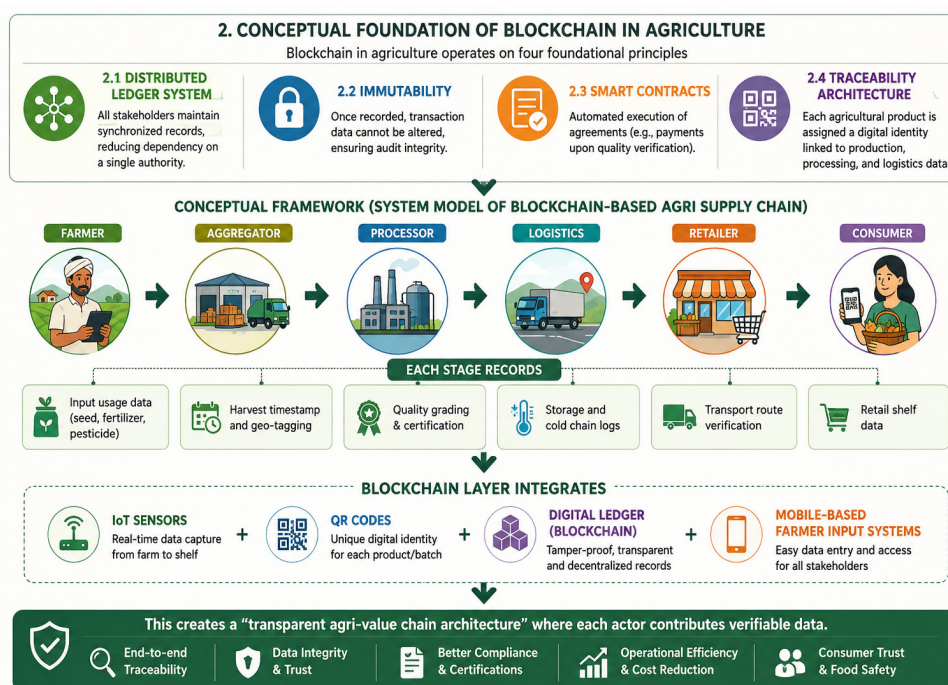 2. CONCEPTUAL FOUNDATION OF BLOCKCHAIN IN AGRICULTURE
Blockchain in agriculture operates on four foundational principles
2.1 DISTRIBUTED
LEDGER SYSTEM
All stakeholders maintain
synchronized records,
reducing dependency on
a single authority.
2.2 IMMUTABILITY
Once recorded, transaction
data cannot be altered,
ensuring audit integrity.
2.3 SMART CONTRACTS
Automated execution of
agreements (e.g., payments
upon quality verification).
2.4 TRACEABILITY
ARCHITECTURE
Each agricultural product is
assigned a digital identity
linked to production,
processing, and logistics data
CONCEPTUAL FRAMEWORK (SYSTEM MODEL OF BLOCKCHAIN-BASED AGRI SUPPLY CHAIN)
FARMER
AGGREGATOR
PROCESSOR
LOGISTICS
RETAILER
CONSUMER
EACH STAGE RECORDS
Input usage data
(seed, fertilizer,
pesticide)
Harvest timestamp
and geo-tagging
Quality grading
& certification
Storage and
cold chain logs
Transport route
verification
Retail shelf
data
BLOCKCHAIN LAYER INTEGRATES
IoT SENSORS
Real-time data capture
from farm to shelf
+
QR CODES
Unique digital identity
for each product/batch
+
DIGITAL LEDGER
(BLOCKCHAIN)
Tamper-proof, transparent
and decentralized records
+
MOBILE-BASED
FARMER INPUT SYSTEMS
Easy data entry and access
for all stakeholders
This creates a “transparent agri-value chain architecture” where each actor contributes verifiable data.
End-to-end
Traceability
Data Integrity
& Trust
Better Compliance
& Certifications
Operational Efficiency
& Cost Reduction
Consumer Trust
& Food Safety